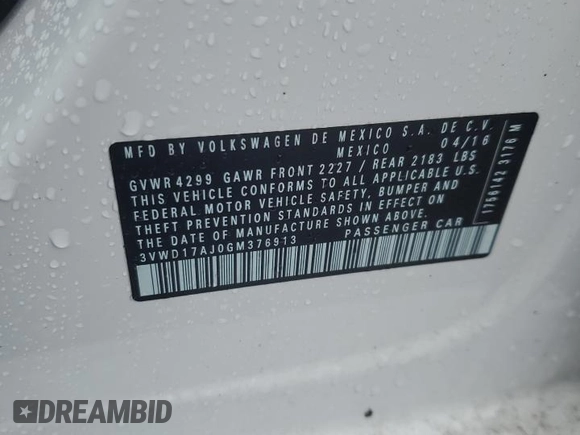 MFD BY VOLKSWAGEN DE MEXICO S.A. DE C.V.
MEXICO 04/16
GVWR 4299 GAWR FRONT 2227 / REAR 2183 LBS
THIS VEHICLE CONFORMS TO ALL APPLICABLE U.S.
FEDERAL MOTOR VEHICLE SAFETY, BUMPER AND
THEFT PREVENTION STANDARDS IN EFFECT ON
THE DATE OF MANUFACTURE SHOWN ABOVE.
3VWD17AJ0GM376913 PASSENGER CAR
1756142 3176 M
DREAMBID